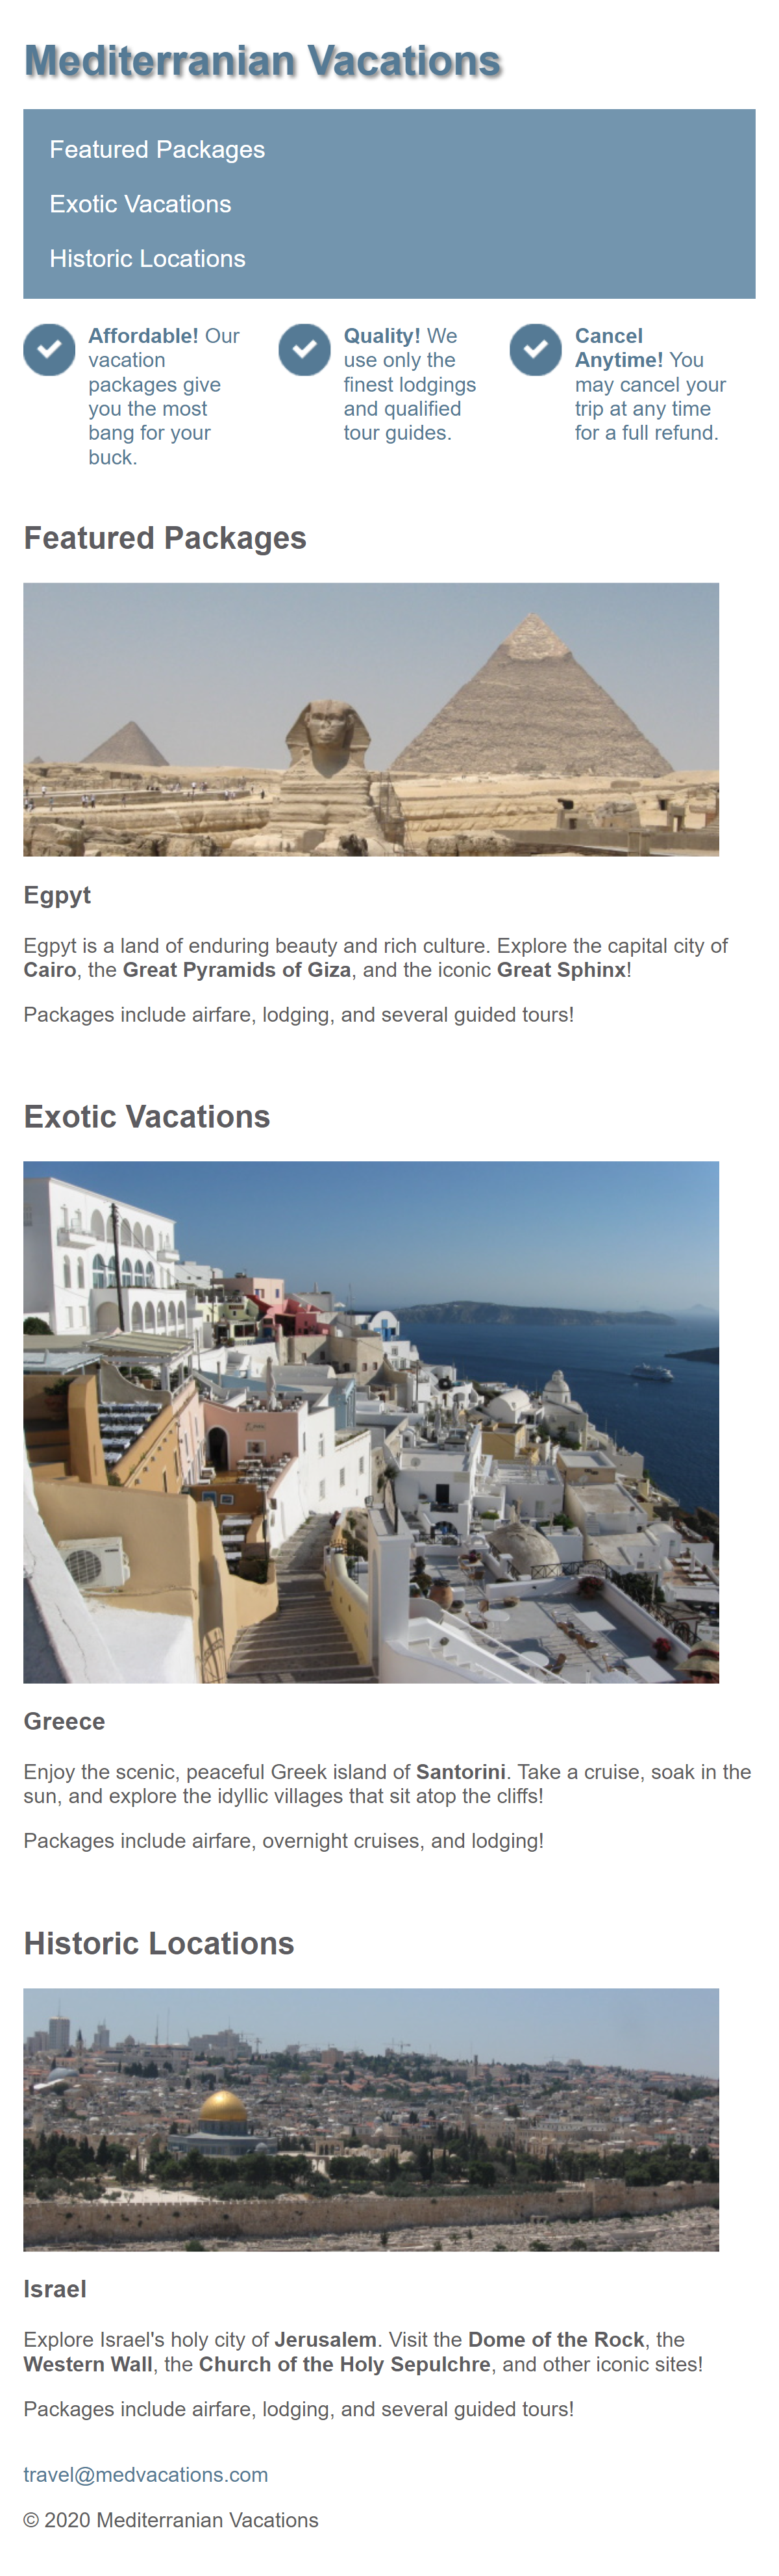 Mediterranian Vacations
Featured Packages
Exotic Vacations
Historic Locations
Affordable! Our
vacation
packages give
you the most
bang for your
buck.
Quality! We
use only the
finest lodgings
and qualified
tour guides.
Cancel
Anytime! You
may cancel your
trip at any time
for a full refund.
Featured Packages
Egpyt
Egpyt is a land of enduring beauty and rich culture. Explore the capital city of
Cairo, the Great Pyramids of Giza, and the iconic Great Sphinx!
Packages include airfare, lodging, and several guided tours!
Exotic Vacations
Greece
Enjoy the scenic, peaceful Greek island of Santorini. Take a cruise, soak in the
sun, and explore the idyllic villages that sit atop the cliffs!
Packages include airfare, overnight cruises, and lodging!
Historic Locations
Israel
Explore Israel's holy city of Jerusalem. Visit the Dome of the Rock, the
Western Wall, the Church of the Holy Sepulchre, and other iconic sites!
Packages include airfare, lodging, and several guided tours!
travel@medvacations.com
© 2020 Mediterranian Vacations